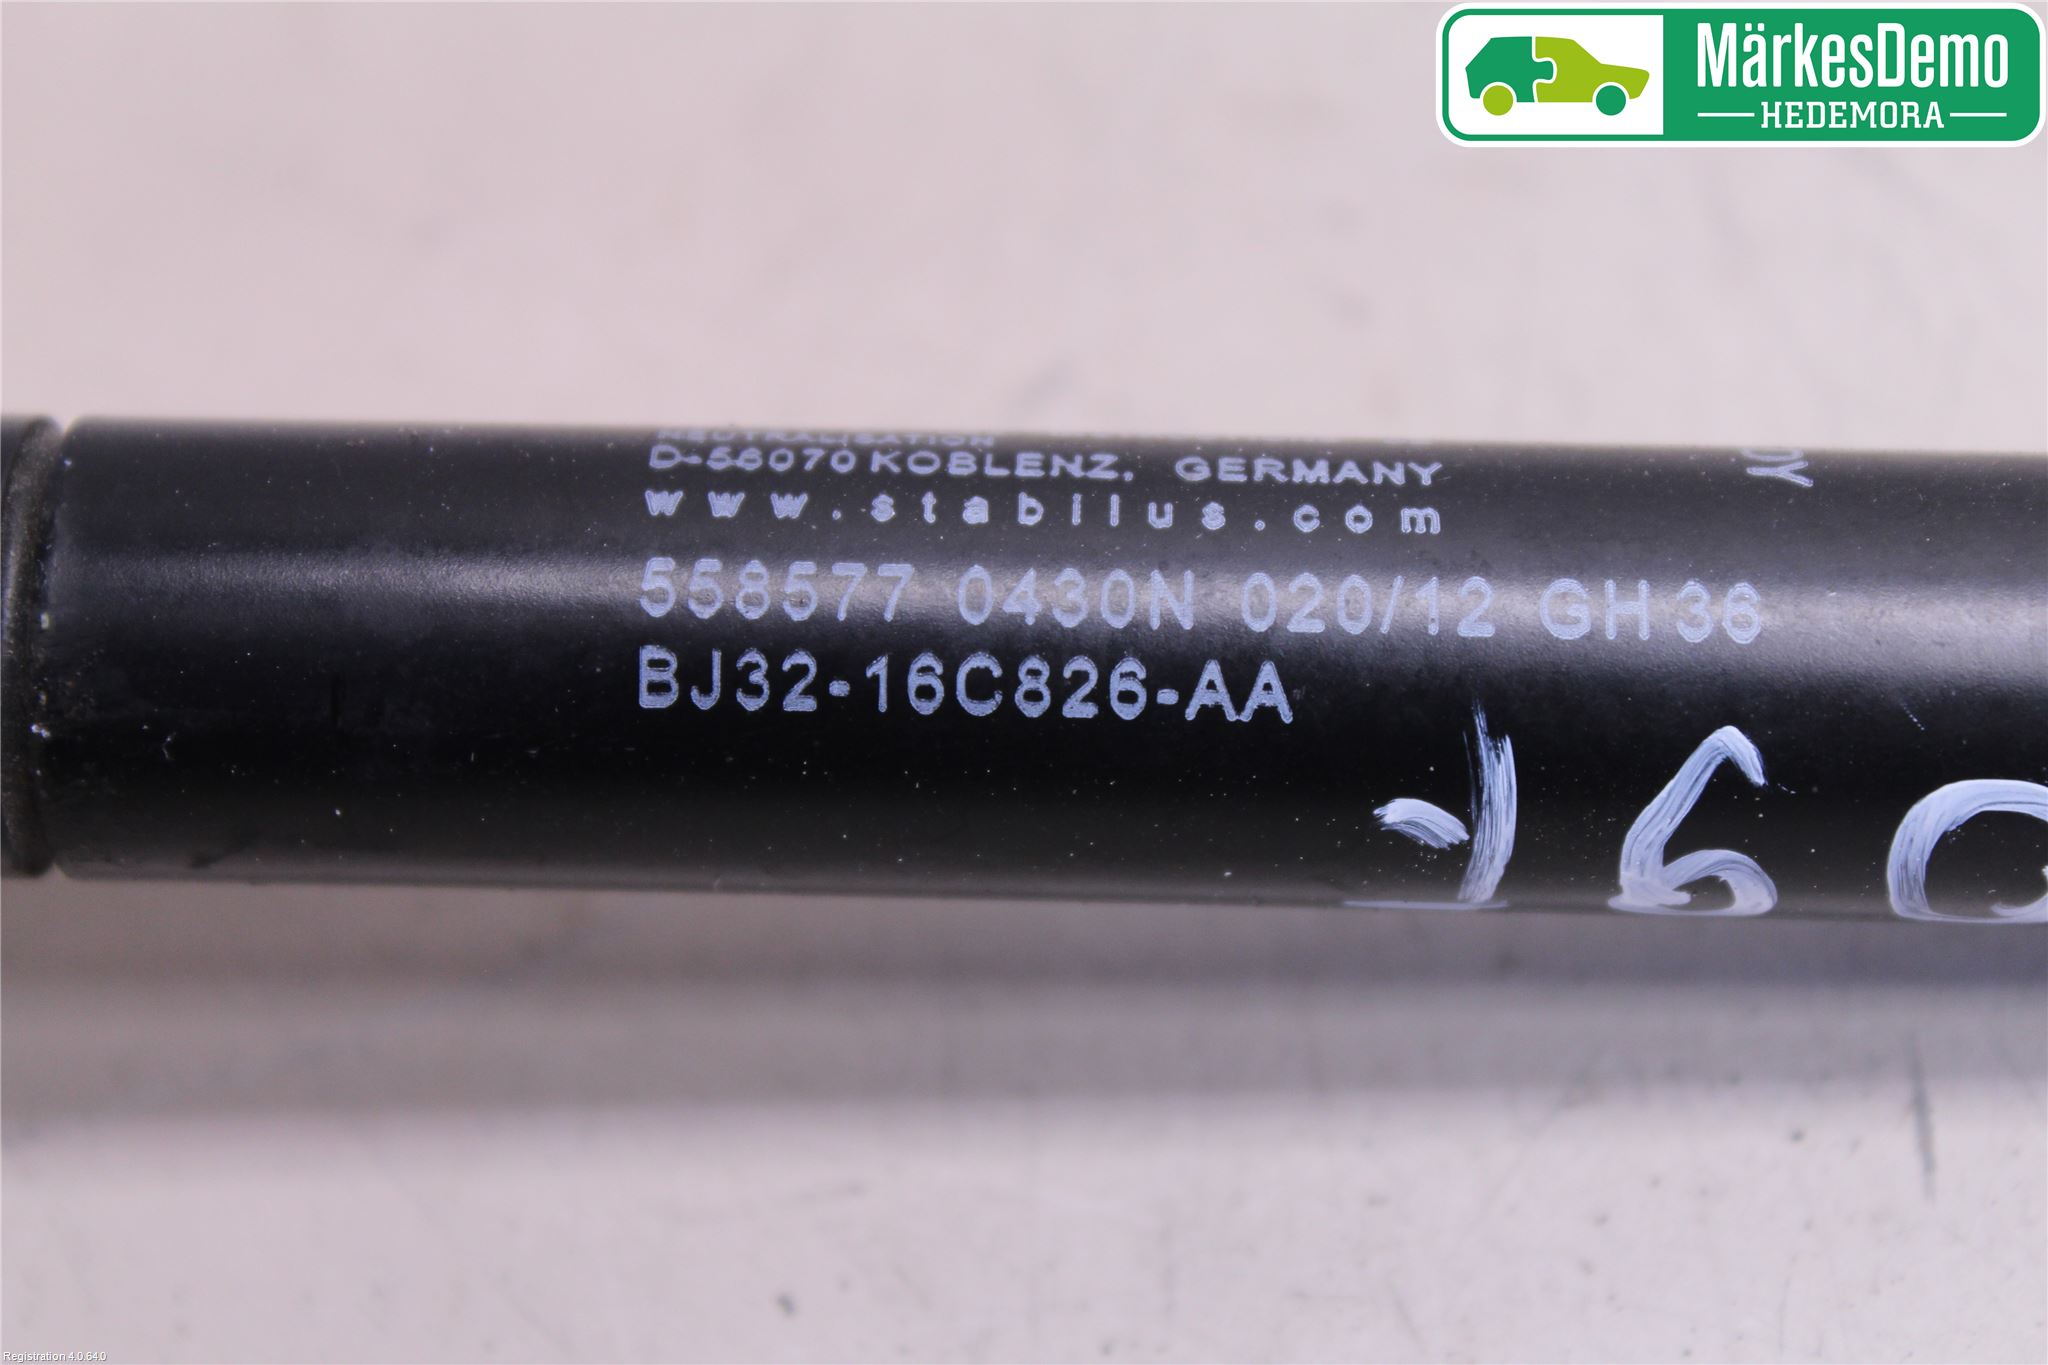 MärkesDemo
HEDEMORA
NEUTRALISATION
D-56070 KOBLENZ, GERMANY
www.stabilus.com
558577 0430N 020/12 GH36
BJ32-16C826-AA
Registration 4.0.64.0